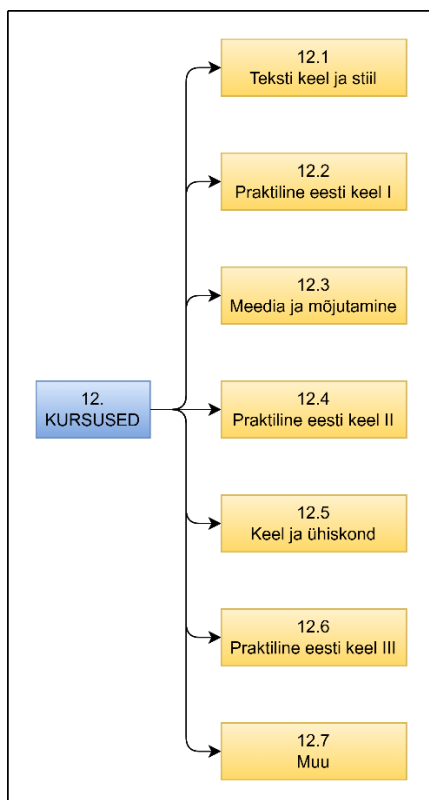 12.1
Teksti keel ja stiil
12.2
Praktiline eesti keel I
12.3
Meedia ja mõjutamine
12.
KURSUSED
12.4
Praktiline eesti keel II
12.5
Keel ja ühiskond
12.6
Praktiline eesti keel III
12.7
Muu